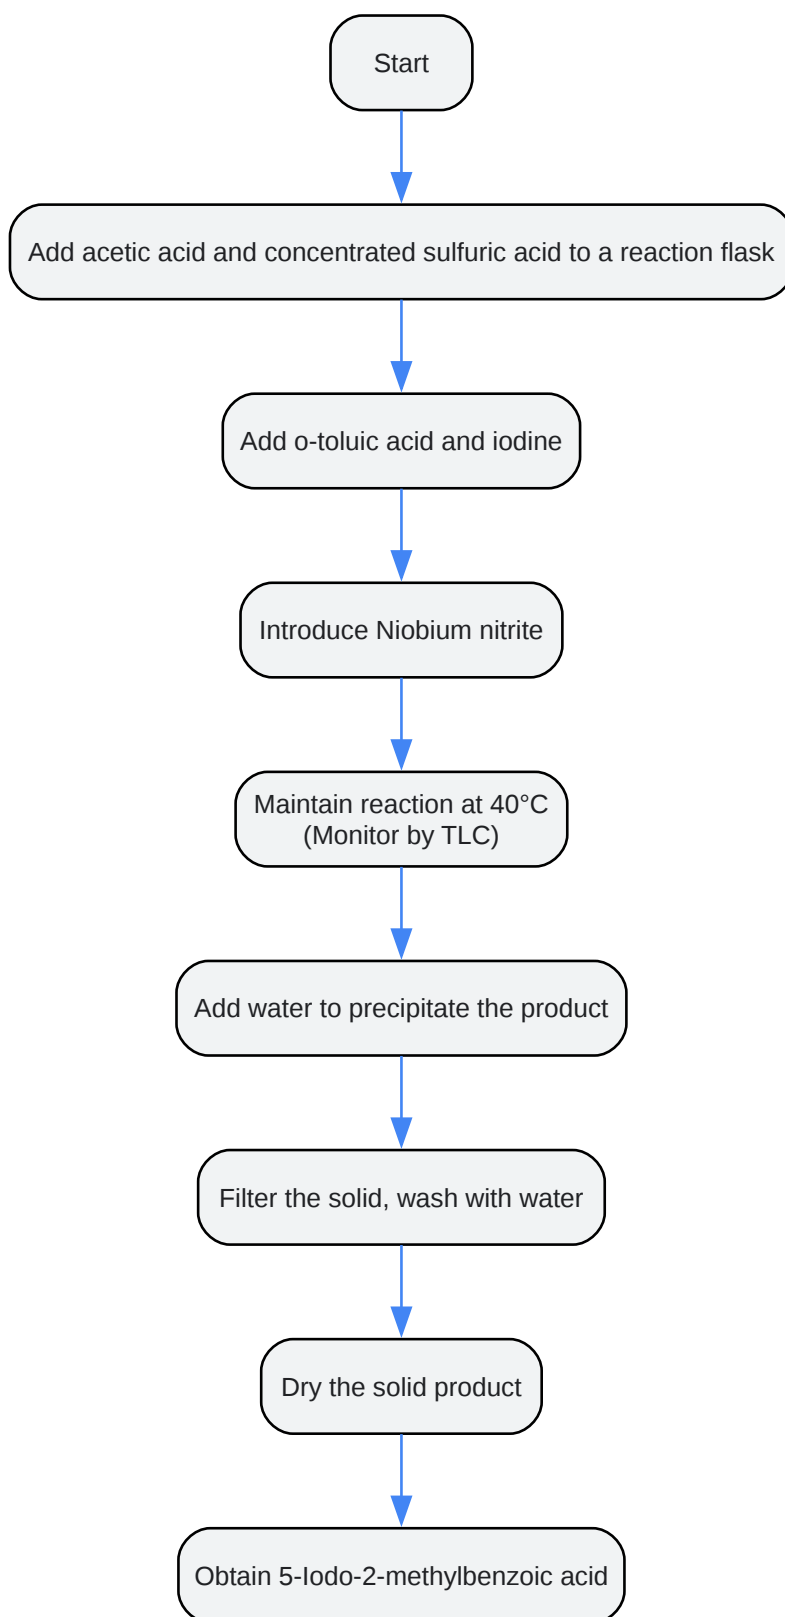 Start
Add acetic acid and concentrated sulfuric acid to a reaction flask
Add o-toluic acid and iodine
Introduce Niobium nitrite
Maintain reaction at 40°C
(Monitor by TLC)
Add water to precipitate the product
Filter the solid, wash with water
Dry the solid product
Obtain 5-Iodo-2-methylbenzoic acid